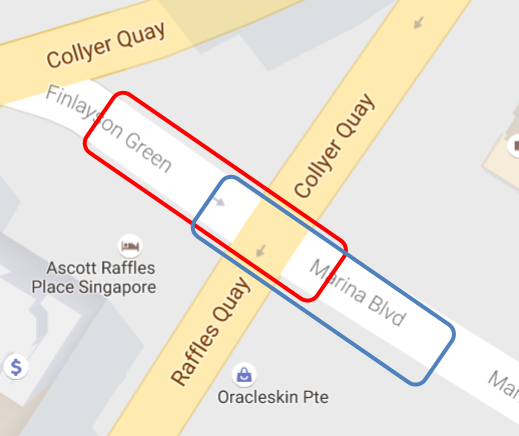 Collyer Quay
Finlayson Green
Collyer Quay
Ascott Raffles
Place Singapore
Marina Blvd
Raffles Quay
$
Oracleskin Pte